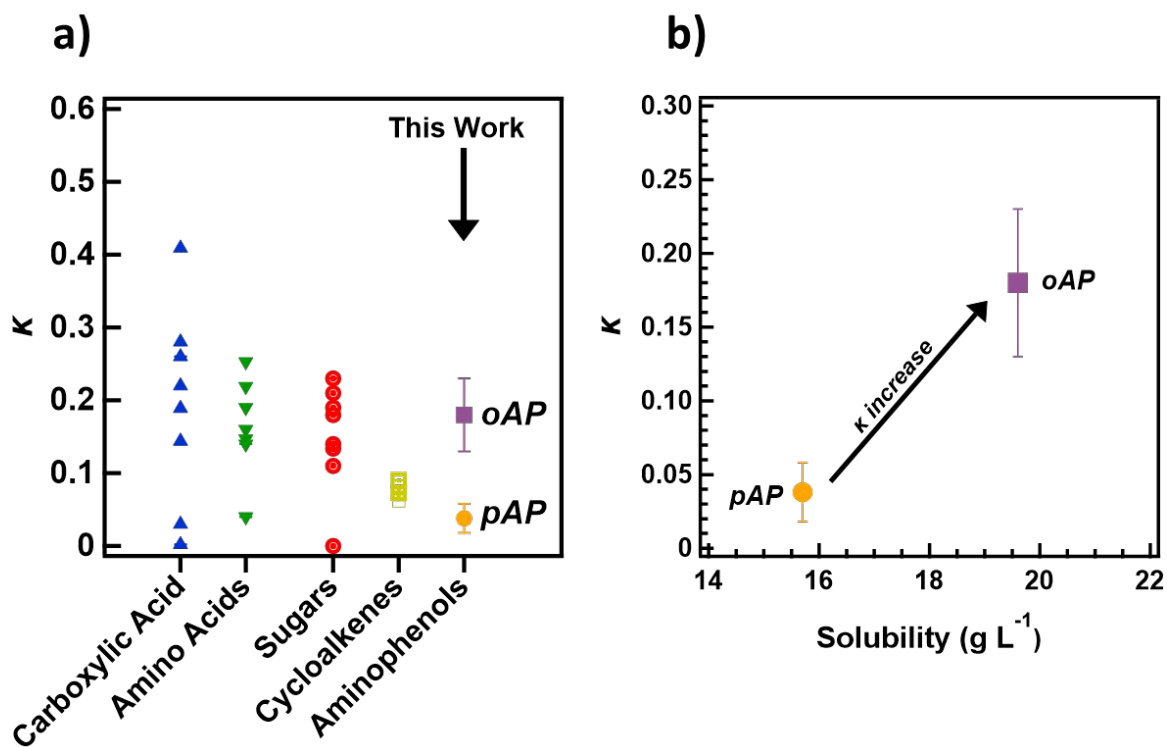 a)
0.6
0.5
0.4
0.3
0.2
0.1
0
κ
This Work
oAP
pAP
Carboxylic Acid
Amino Acids
Sugars
Cycloalkenes
Aminophenols
b)
0.30
0.25
0.20
0.15
0.10
0.05
0
κ
oAP
κ increase
pAP
14 16 18 20 22
Solubility (g L⁻¹)